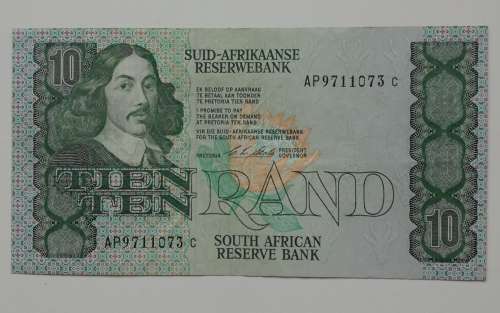 10
SUID-AFRIKAANSE
RESERWEBANK
AP9711073 C
EK BELOOF OP AANVRAAG
TE BETAAL AAN TOONDER
TE PRETORIA TIEN RAND
I PROMISE TO PAY
THE BEARER ON DEMAND
AT PRETORIA TEN RAND
VIR DIE SUID-AFRIKAANSE RESERWEBANK
FOR THE SOUTH AFRICAN RESERVE BANK
PRETORIA PRESIDENT
GOVERNOR
TIEN
TEN RAND
10
AP9711073 C
SOUTH AFRICAN
RESERVE BANK